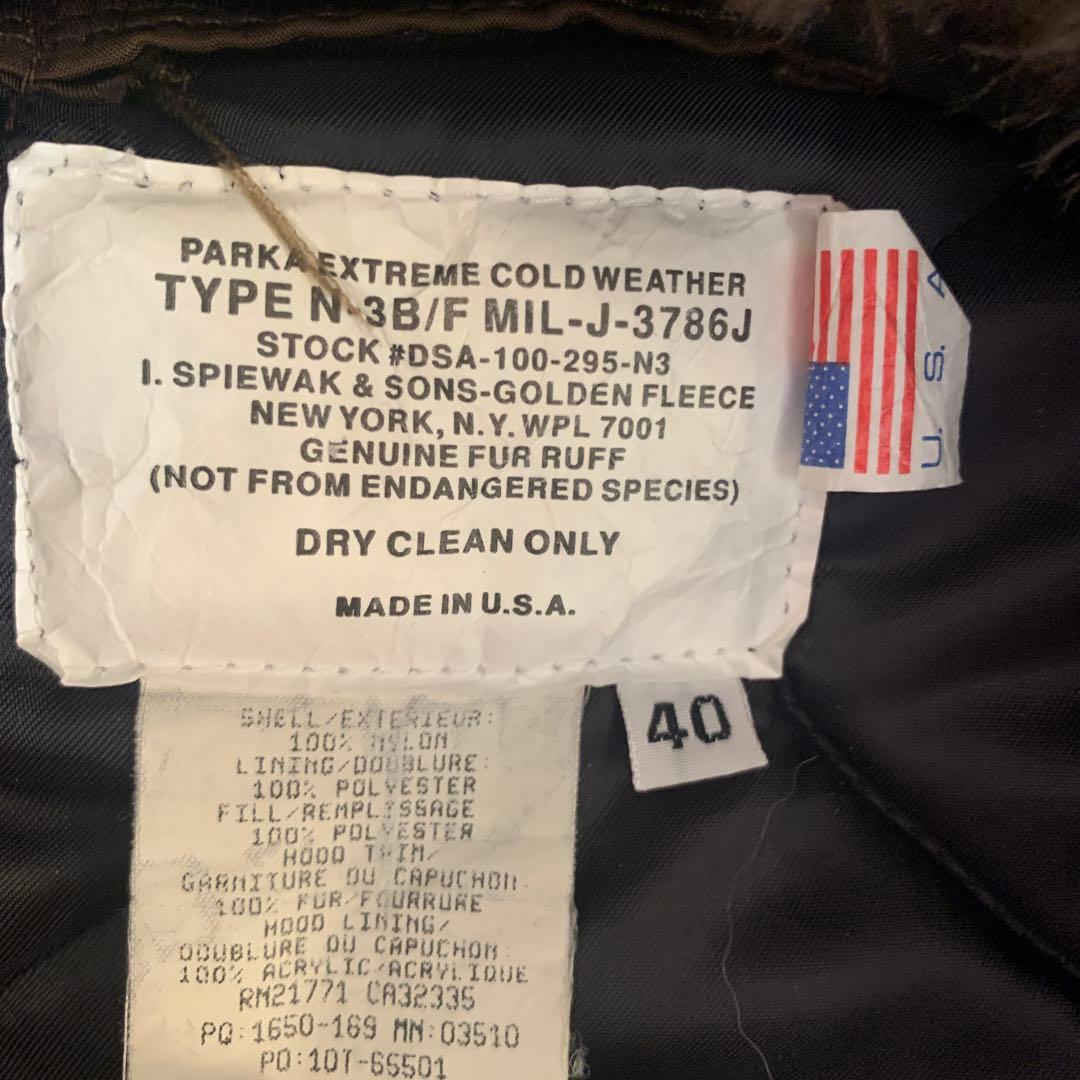 PARKA EXTREME COLD WEATHER
TYPE N-3B/F MIL-J-3786J
STOCK #DSA-100-295-N3
I. SPIEWAK & SONS-GOLDEN FLEECE
NEW YORK, N.Y. WPL 7001
GENUINE FUR RUFF
(NOT FROM ENDANGERED SPECIES)
DRY CLEAN ONLY
MADE IN U.S.A.
U. S. A
40
SHELL/EXTERIEUR:
100% NYLON
LINING/DOUBLURE:
100% POLYESTER
FILL/REMPLISSAGE
100% POLYESTER
HOOD TRIM/
GARNITURE DU CAPUCHON:
100% FUR/FOURRURE
HOOD LINING/
DOUBLURE DU CAPUCHON:
100% ACRYLIC/ACRYLIQUE
RM21771 CA32335
PQ:1650-169 MN:03510
PO:10T-65501